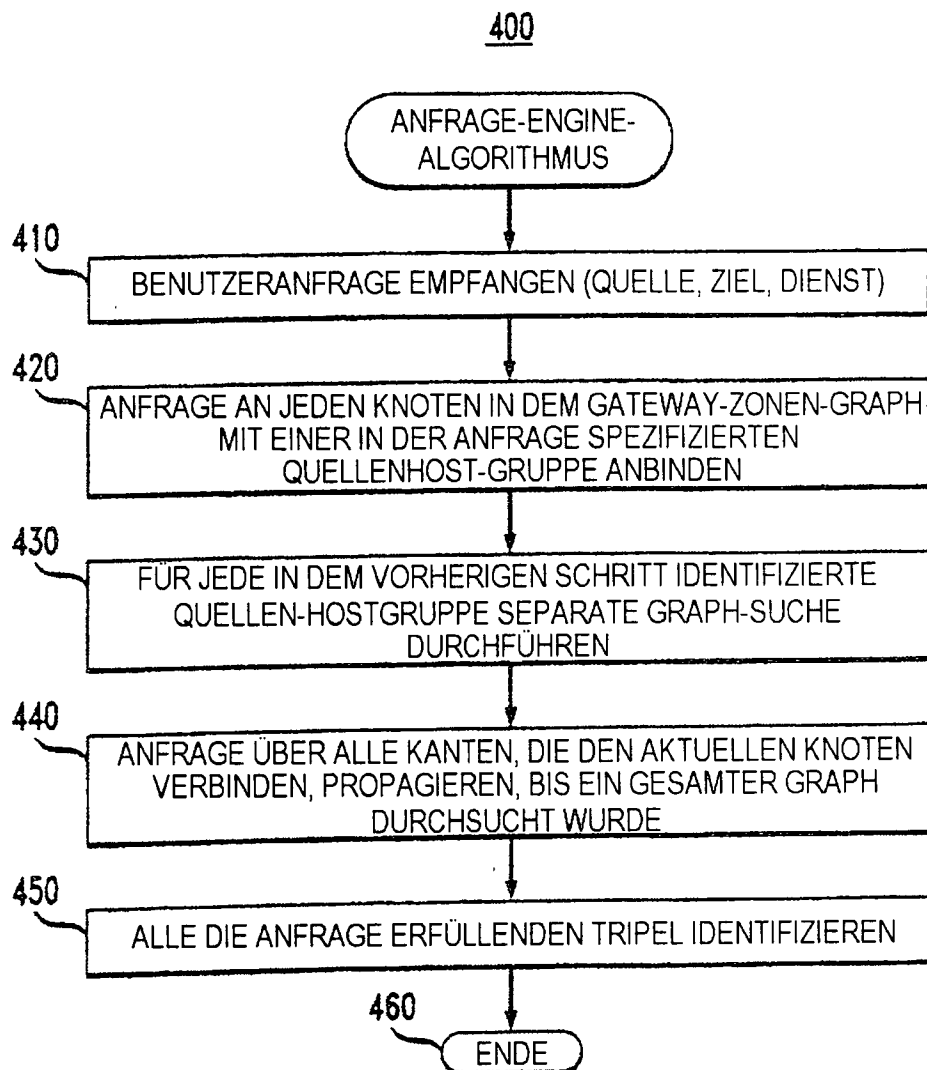 400
ANFRAGE-ENGINE-
ALGORITHMUS
410
BENUTZERANFRAGE EMPFANGEN (QUELLE, ZIEL, DIENST)
420
ANFRAGE AN JEDEN KNOTEN IN DEM GATEWAY-ZONEN-GRAPH-
MIT EINER IN DER ANFRAGE SPEZIFIZIERTEN
QUELLENHOST-GRUPPE ANBINDEN
430
FÜR JEDE IN DEM VORHERIGEN SCHRITT IDENTIFIZIERTE
QUELLEN-HOSTGRUPPE SEPARATE GRAPH-SUCHE
DURCHFÜHREN
440
ANFRAGE ÜBER ALLE KANTEN, DIE DEN AKTUELLEN KNOTEN
VERBINDEN, PROPAGIEREN, BIS EIN GESAMTER GRAPH
DURCHSUCHT WURDE
450
ALLE DIE ANFRAGE ERFÜLLENDEN TRIPEL IDENTIFIZIEREN
460
ENDE